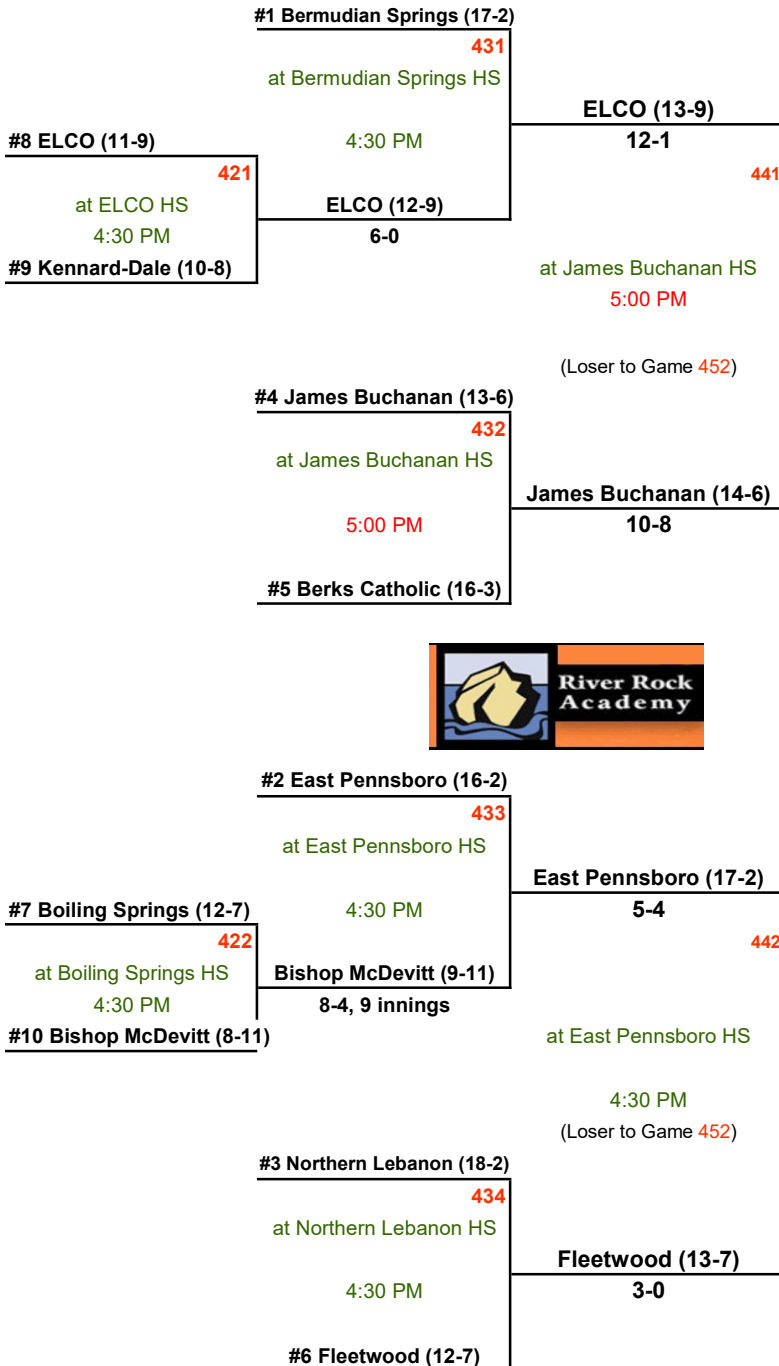 #1 Bermudian Springs (17-2)
431
at Bermudian Springs HS
ELCO (13-9)
#8 ELCO (11-9)
4:30 PM
12-1
421
441
at ELCO HS
ELCO (12-9)
4:30 PM
6-0
#9 Kennard-Dale (10-8)
at James Buchanan HS
5:00 PM
(Loser to Game 452)
#4 James Buchanan (13-6)
432
at James Buchanan HS
James Buchanan (14-6)
5:00 PM
10-8
#5 Berks Catholic (16-3)
River Rock
Academy
#2 East Pennsboro (16-2)
433
at East Pennsboro HS
East Pennsboro (17-2)
#7 Boiling Springs (12-7)
4:30 PM
5-4
422
442
at Boiling Springs HS
Bishop McDevitt (9-11)
4:30 PM
8-4, 9 innings
#10 Bishop McDevitt (8-11)
at East Pennsboro HS
4:30 PM
(Loser to Game 452)
#3 Northern Lebanon (18-2)
434
at Northern Lebanon HS
Fleetwood (13-7)
4:30 PM
3-0
#6 Fleetwood (12-7)